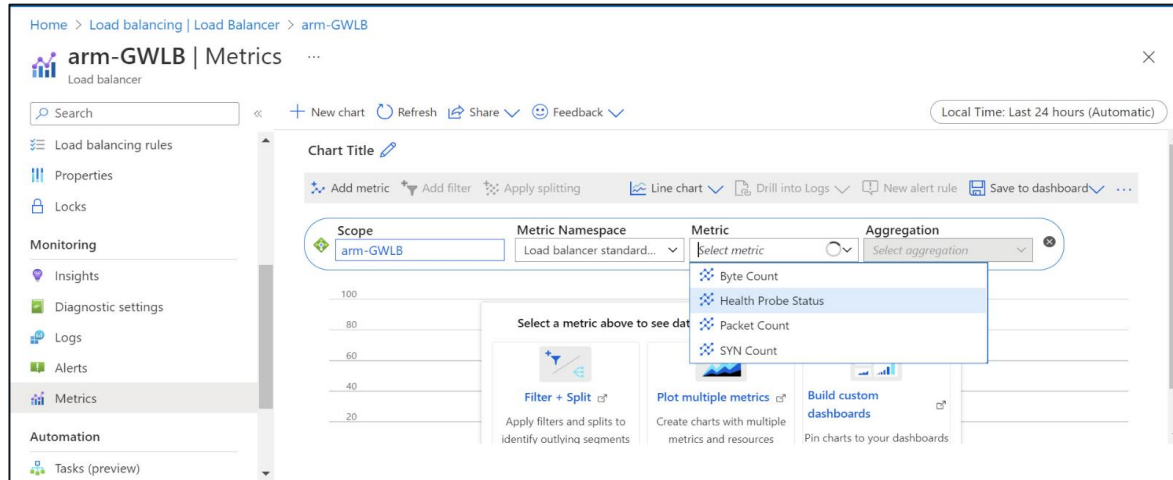 Home > Load balancing | Load Balancer > arm-GWLB
arm-GWLB | Metrics ...
Load balancer
Search
«
New chart Refresh Share Feedback
Local Time: Last 24 hours (Automatic)
Load balancing rules
Properties
Locks
Monitoring
Insights
Diagnostic settings
Logs
Alerts
Metrics
Automation
Tasks (preview)
Chart Title
Add metric Add filter Apply splitting Line chart Drill into Logs New alert rule Save to dashboard ...
Scope Metric Namespace Metric Aggregation
arm-GWLB Load balancer standard... Select metric Select aggregation
Byte Count
Health Probe Status
Packet Count
SYN Count
100
80
60
40
20
Select a metric above to see dat
Filter + Split
Apply filters and splits to
identify outlying segments
Plot multiple metrics
Create charts with multiple
metrics and resources
Build custom
dashboards
Pin charts to your dashboards